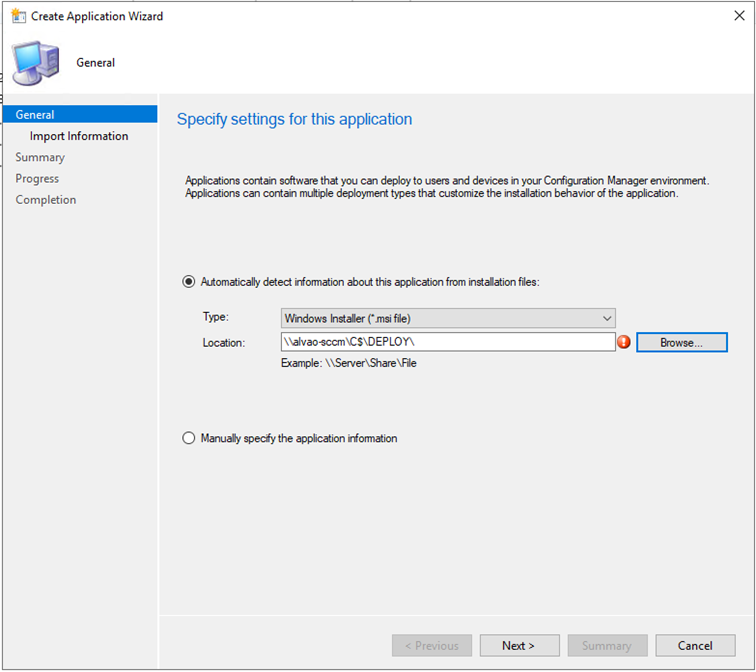 Create Application Wizard
General
General
Import Information
Summary
Progress
Completion
Specify settings for this application
Applications contain software that you can deploy to users and devices in your Configuration Manager environment.
Applications can contain multiple deployment types that customize the installation behavior of the application.
Automatically detect information about this application from installation files:
Type:
Windows Installer (*.msi file)
Location:
\\alvao-sccm\C$\DEPLOY\
Browse...
Example: \\Server\Share\File
Manually specify the application information
< Previous
Next >
Summary
Cancel